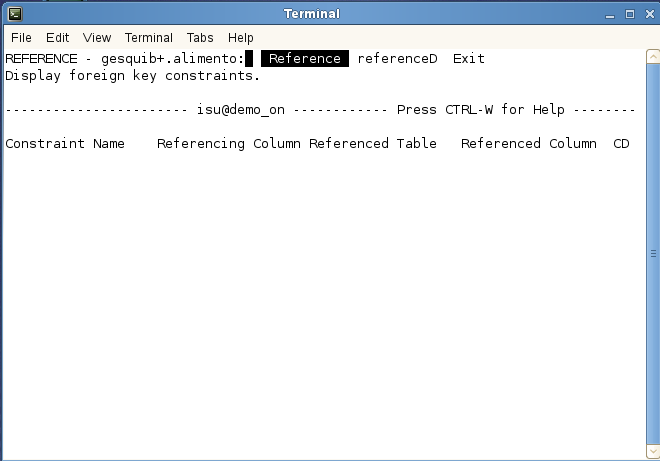 Terminal
File Edit View Terminal Tabs Help
REFERENCE - gesquib+.alimento: Reference referenceD Exit
Display foreign key constraints.
----------------------- isu@demo_on ------------ Press CTRL-W for Help --------
Constraint Name Referencing Column Referenced Table Referenced Column CD